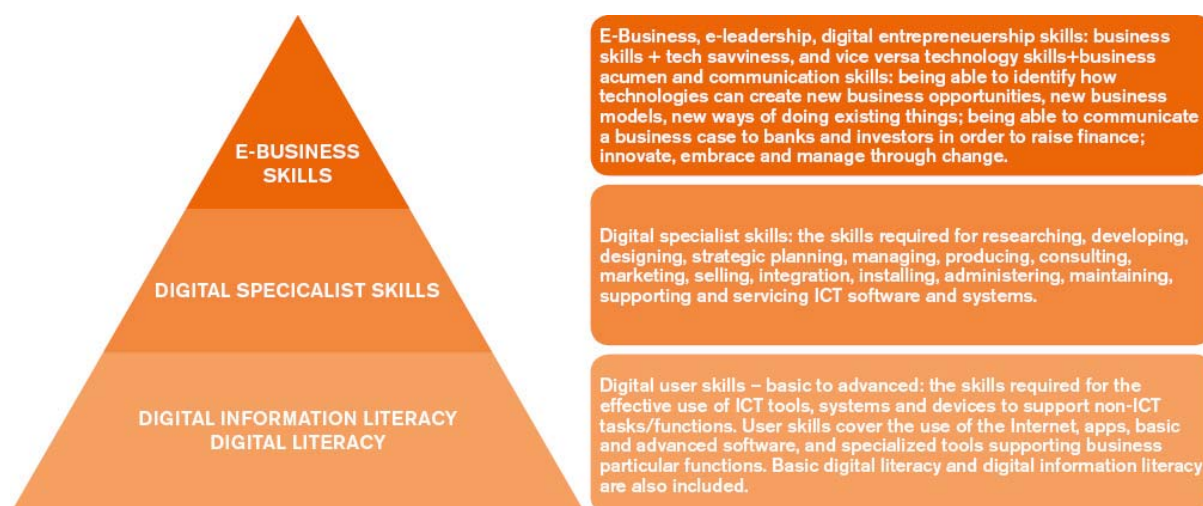 E-BUSINESS
SKILLS
E-Business, e-leadership, digital entrepreneuership skills: business
skills + tech savviness, and vice versa technology skills+business
acumen and communication skills: being able to identify how
technologies can create new business opportunities, new business
models, new ways of doing existing things; being able to communicate
a business case to banks and investors in order to raise finance;
innovate, embrace and manage through change.
DIGITAL SPECICALIST SKILLS
Digital specialist skills: the skills required for researching, developing,
designing, strategic planning, managing, producing, consulting,
marketing, selling, integration, installing, administering, maintaining,
supporting and servicing ICT software and systems.
DIGITAL INFORMATION LITERACY
DIGITAL LITERACY
Digital user skills – basic to advanced: the skills required for the
effective use of ICT tools, systems and devices to support non-ICT
tasks/functions. User skills cover the use of the Internet, apps, basic
and advanced software, and specialized tools supporting business
particular functions. Basic digital literacy and digital information literacy
are also included.